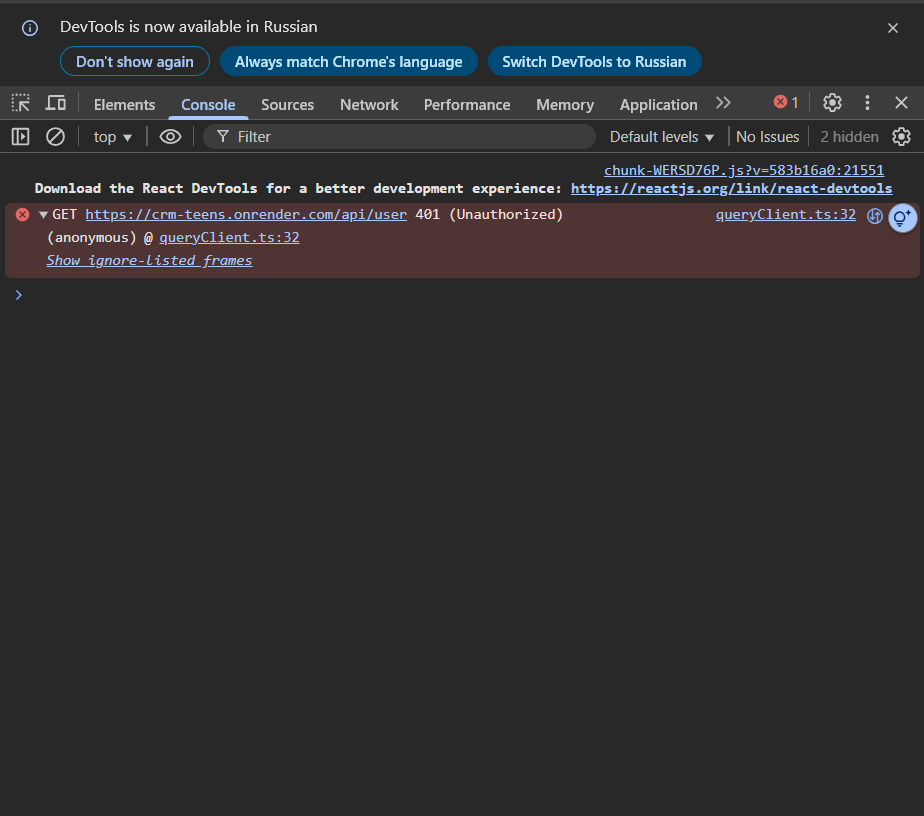 DevTools is now available in Russian
Don't show again Always match Chrome's language Switch DevTools to Russian
Elements Console Sources Network Performance Memory Application 1
top Filter Default levels No Issues 2 hidden
chunk-WERSD76P.js?v=583b16a0:21551
Download the React DevTools for a better development experience: https://reactjs.org/link/react-devtools
GET https://crm-teens.onrender.com/api/user 401 (Unauthorized) queryClient.ts:32
(anonymous) @ queryClient.ts:32
Show ignore-listed frames